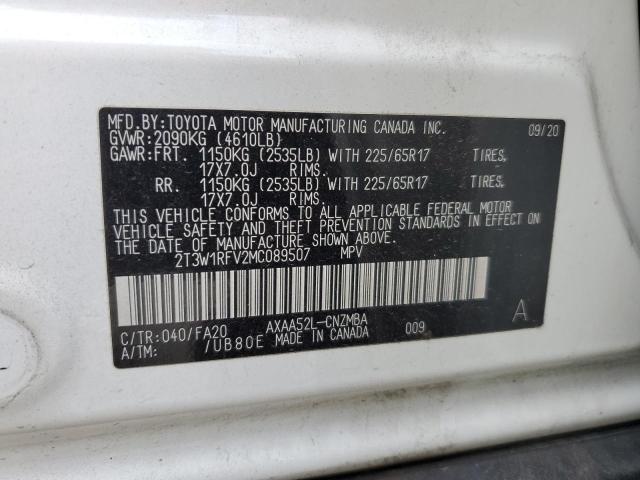 MFD.BY:TOYOTA MOTOR MANUFACTURING CANADA INC. 09/20
GVWR:2090KG (4610LB)
GAWR:FRT. 1150KG (2535LB) WITH 225/65R17 TIRES,
17X7.0J RIMS.
RR. 1150KG (2535LB) WITH 225/65R17 TIRES,
17X7.0J RIMS.
THIS VEHICLE CONFORMS TO ALL APPLICABLE FEDERAL MOTOR
VEHICLE SAFETY AND THEFT PREVENTION STANDARDS IN EFFECT ON
THE DATE OF MANUFACTURE SHOWN ABOVE.
2T3W1RFV2MC089507 MPV
C/TR:040/FA20 AXAA52L-CNZMBA 009 A
A/TM: /UB80E MADE IN CANADA